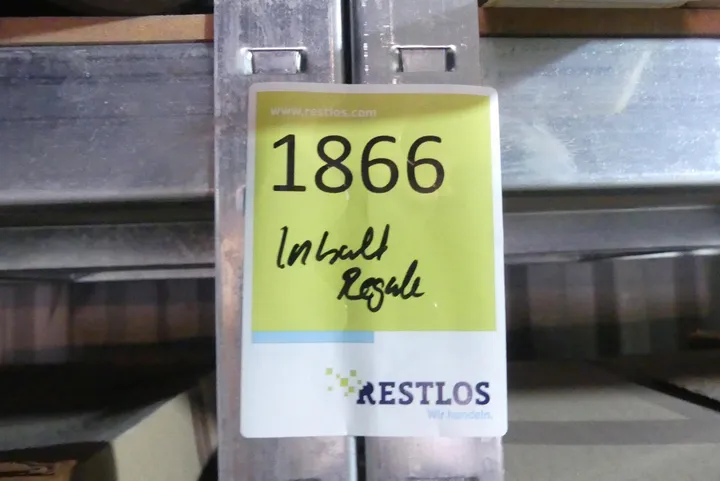 www.restlos.com
1866
Inhalt
Regale
RESTLOS
Wir handeln.